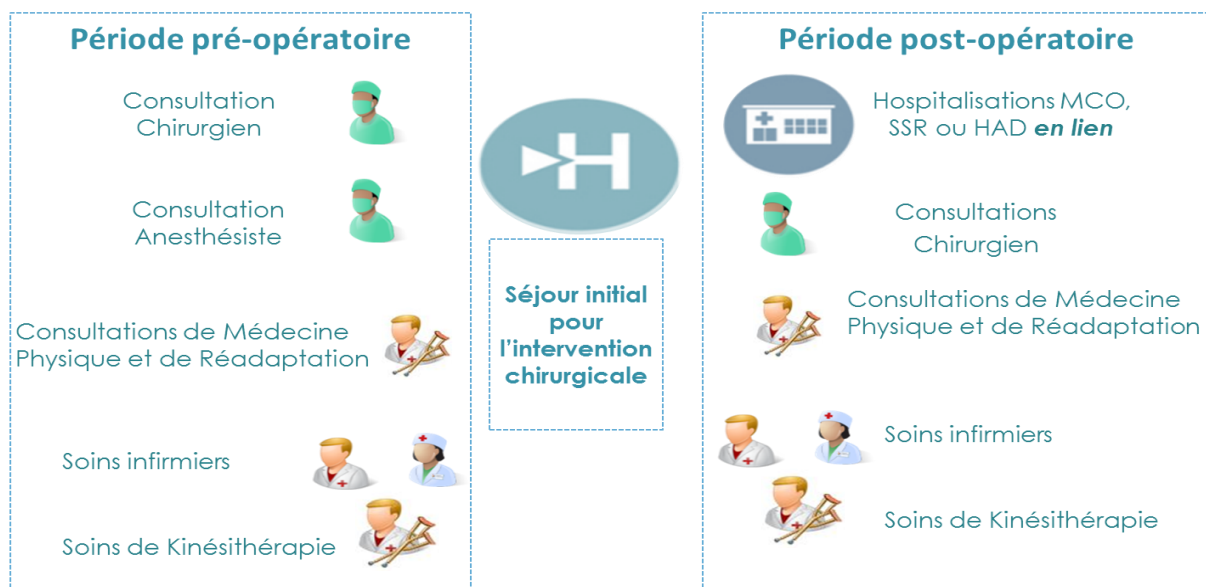 Période pré-opératoire
Consultation
Chirurgien
Consultation
Anesthésiste
Consultations de Médecine
Physique et de Réadaptation
Soins infirmiers
Soins de Kinésithérapie
H
Séjour initial
pour
l'intervention
chirurgicale
Période post-opératoire
Hospitalisations MCO,
SSR ou HAD en lien
Consultations
Chirurgien
Consultations de Médecine
Physique et de Réadaptation
Soins infirmiers
Soins de Kinésithérapie